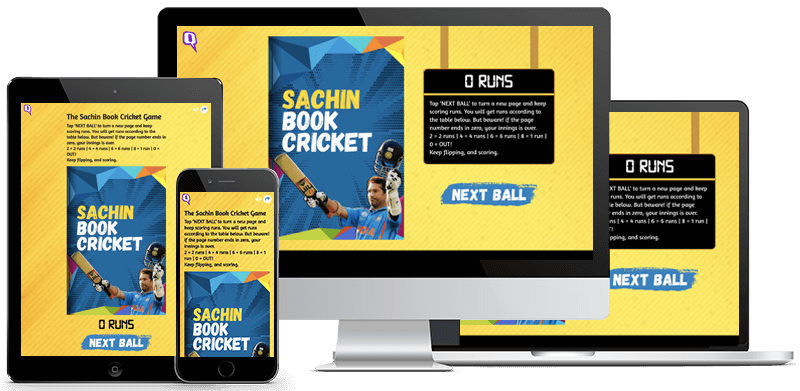 The Sachin Book Cricket Game
Tap 'NEXT BALL' to turn a new page and keep
scoring runs. You will get runs according to
the table below. But beware! if the page
number ends in zero, your innings is over.
2 = 2 runs | 4 = 4 runs | 6 = 6 runs | 8 = 1 run | 0 =
OUT!
Keep flipping, and scoring.
SACHIN
BOOK
CRICKET
0 RUNS
NEXT BALL
The Sachin Book Cricket Game
Tap 'NEXT BALL' to turn a new page and keep
scoring runs. You will get runs according to
the table below. But beware! if
the page number ends in zero, your
innings is over.
2 = 2 runs | 4 = 4 runs | 6 = 6 runs | 8 = 1
run | 0 = OUT!
Keep flipping, and scoring.
SACHIN
BOOK
CRICKET
SACHIN
BOOK
CRICKET
0 RUNS
Tap 'NEXT BALL' to turn a new page and keep
scoring runs. You will get runs according to
the table below. But beware! if the page number
ends in zero, your innings is over.
2 = 2 runs | 4 = 4 runs | 6 = 6 runs | 8 = 1 run |
0 = OUT!
Keep flipping, and scoring.
NEXT BALL
0 RUNS
Tap 'NEXT BALL' to turn a new page and keep
scoring runs. You will get runs according to
the table below. But beware! if the page number
ends in zero, your innings is over.
2 = 2 runs | 4 = 4 runs | 6 = 6 runs | 8 = 1 run |
0 = OUT!
Keep flipping, and scoring.
NEXT BALL